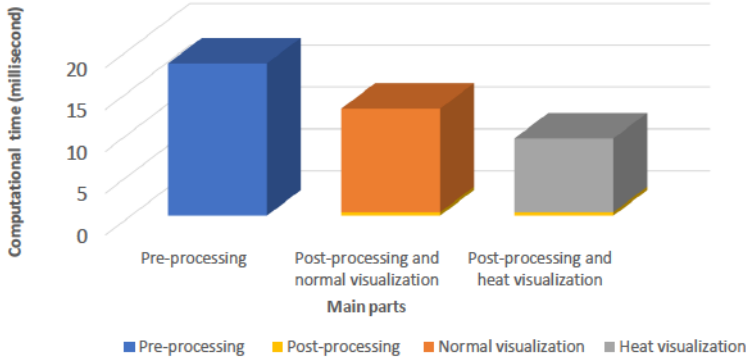 Computational time (millisecond)
20
15
10
5
0
Pre-processing
Post-processing and
normal visualization
Post-processing and
heat visualization
Main parts
Pre-processing
Post-processing
Normal visualization
Heat visualization